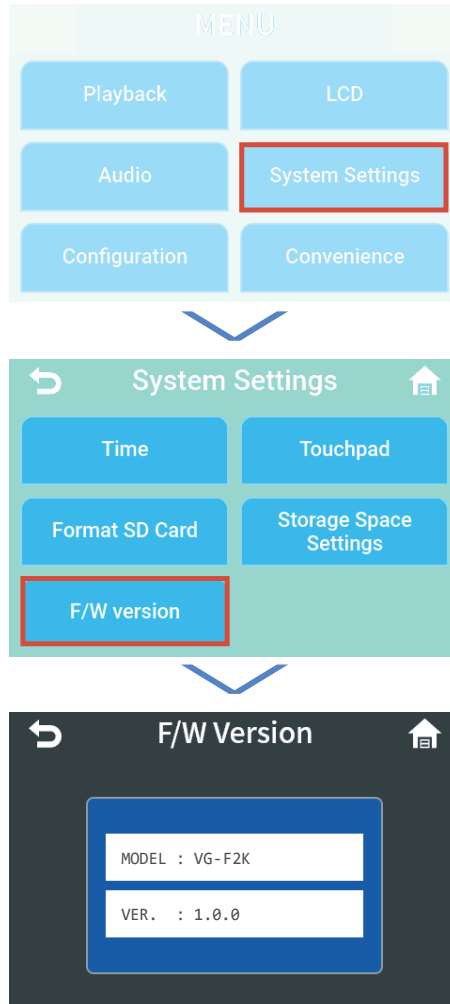 MENU
Playback
LCD
Audio
System Settings
Configuration
Convenience
System Settings
Time
Touchpad
Format SD Card
Storage Space
Settings
F/W version
F/W Version
MODEL : VG-F2K
VER. : 1.0.0